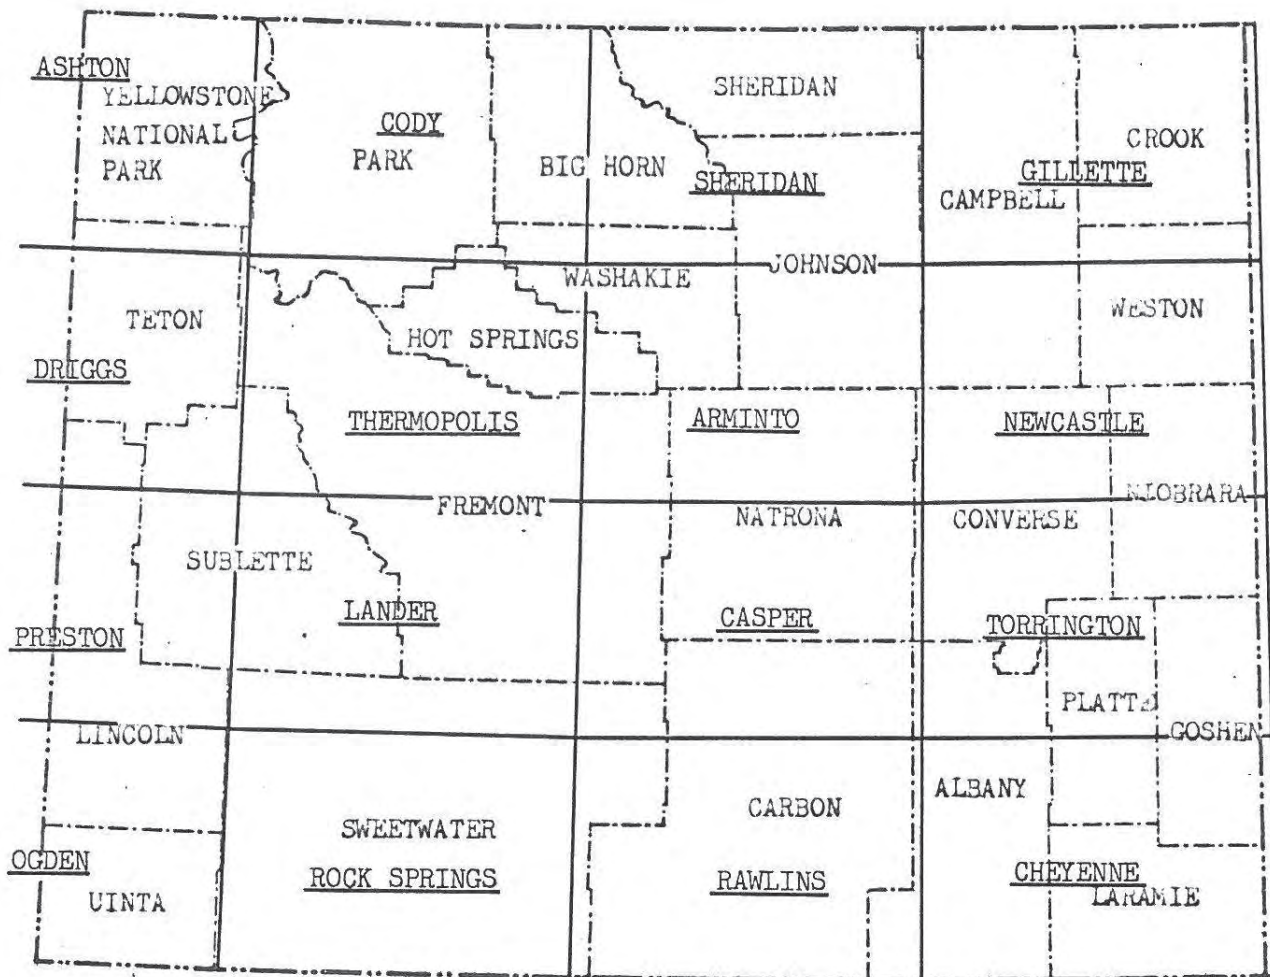 ASHTON
YELLOWSTONE
NATIONAL
PARK
CODY
PARK
BIG HORN
SHERIDAN
SHERIDAN
CROOK
GILLETTE
CAMPBELL
TETON
WASHAKIE
JOHNSON
HOT SPRINGS
WESTON
DRIGGS
THERMOPOLIS
ARMINTO
NEWCASTLE
FREMONT
NATRONA
CONVERSE
NIOBRARA
SUBLETTE
LANDER
CASPER
TORRINGTON
PRESTON
PLATTE
LINCOLN
GOSHEN
SWEETWATER
CARBON
ALBANY
OGDEN
ROCK SPRINGS
RAWLINS
CHEYENNE
UINTA
LARAMIE